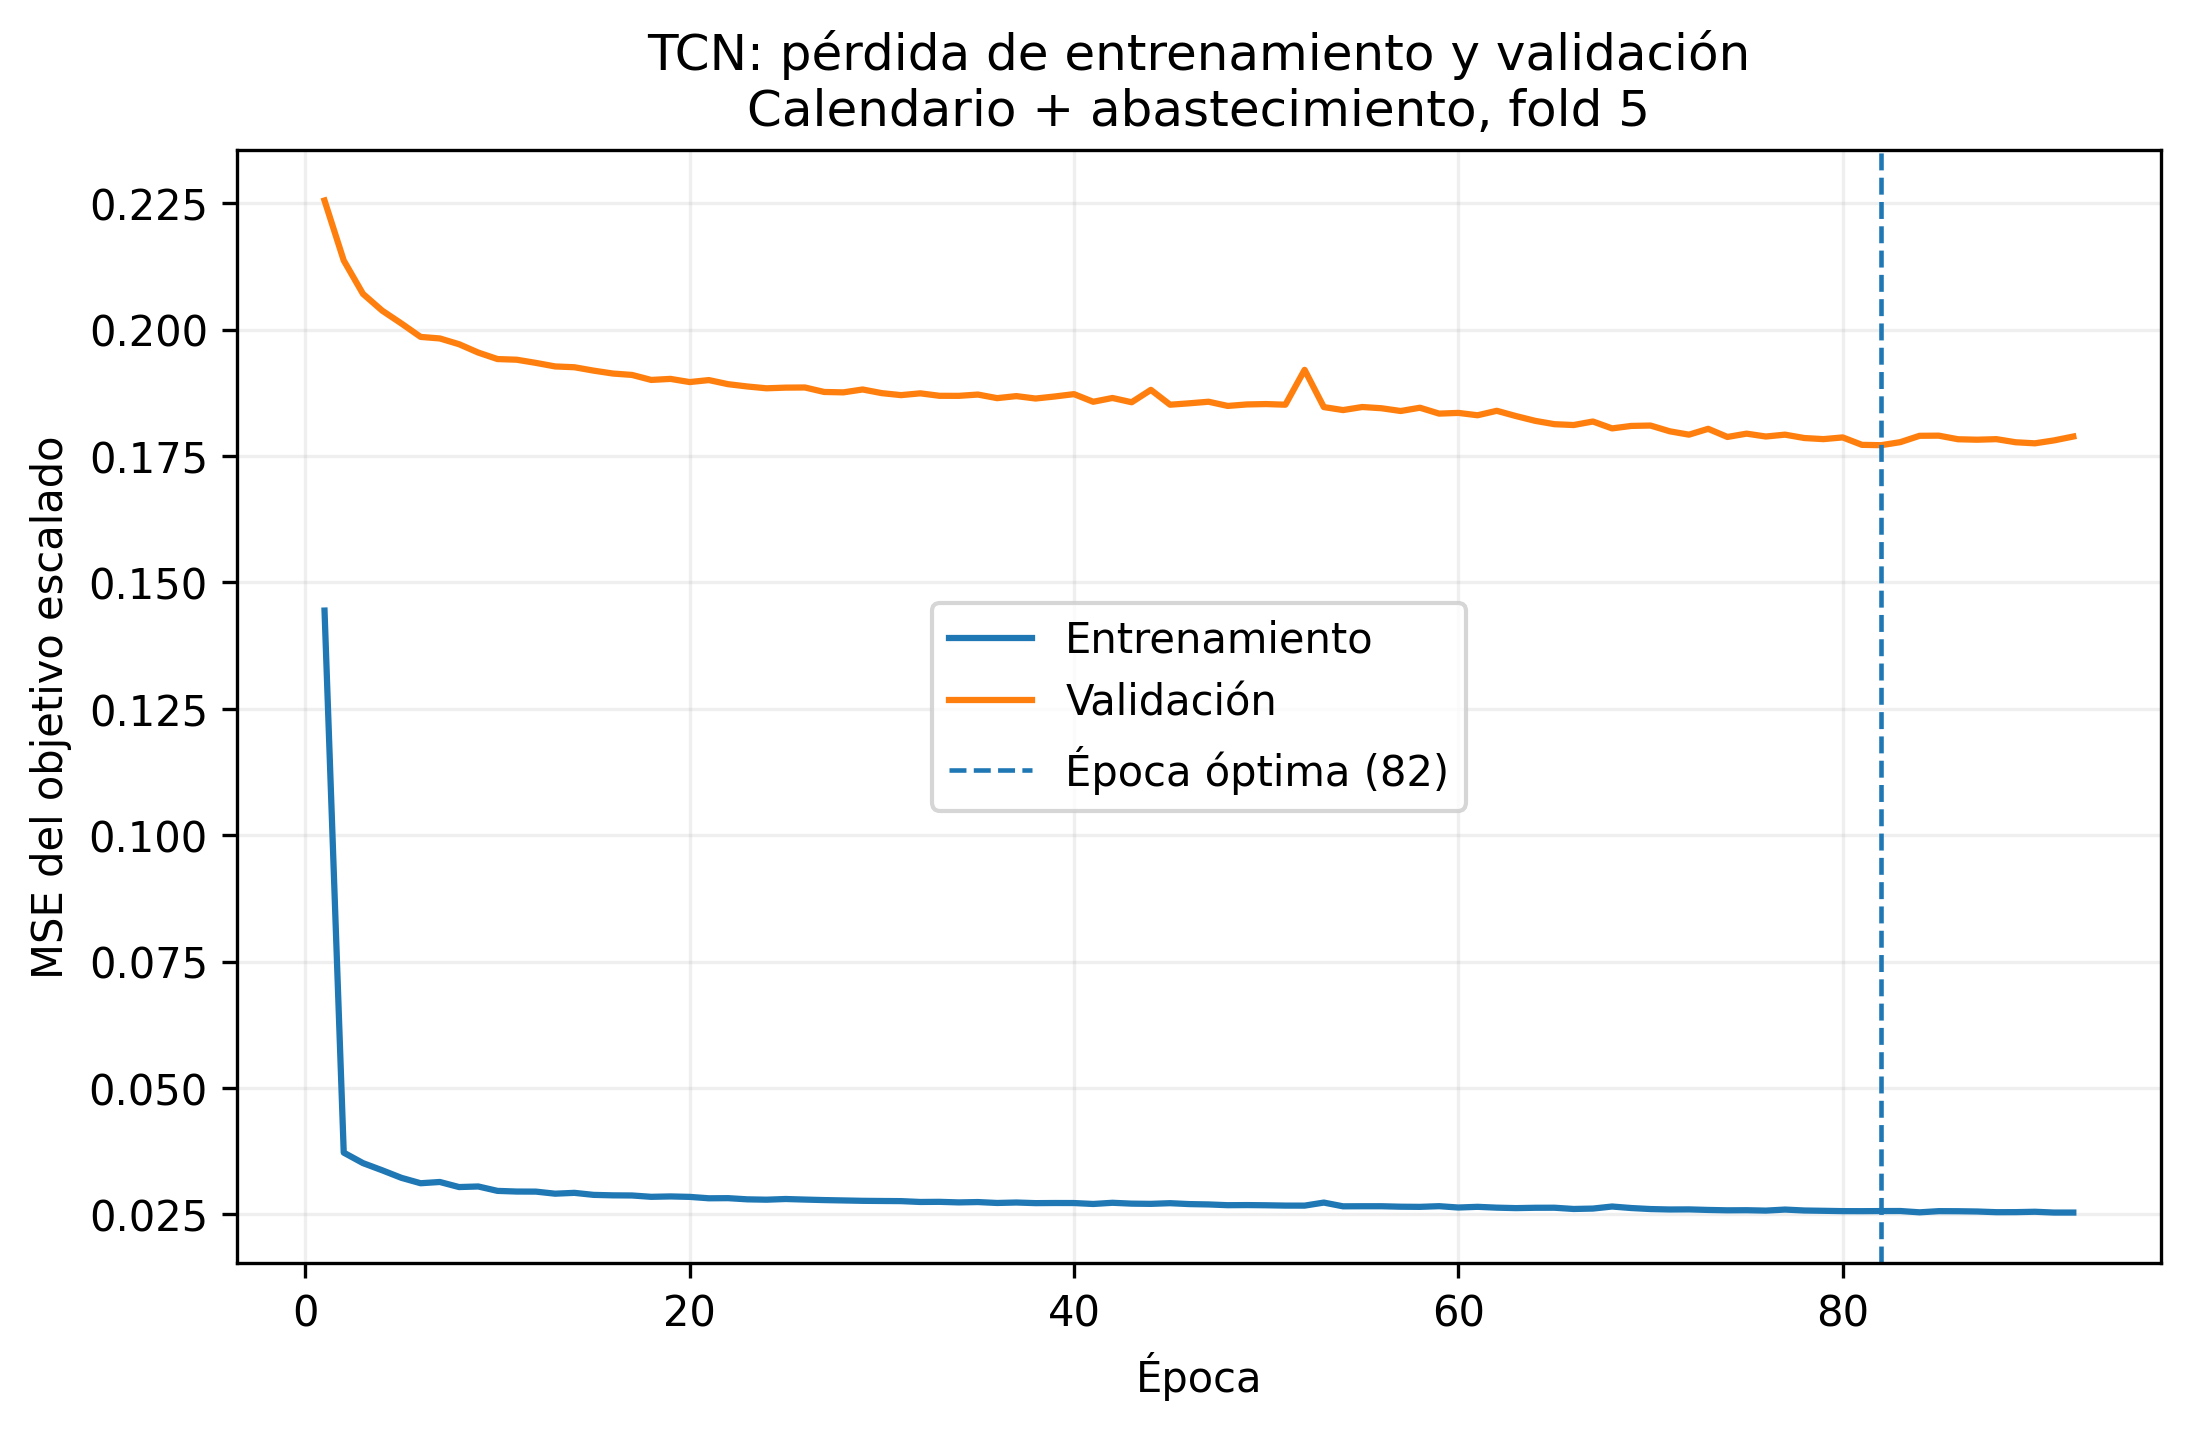 TCN: pérdida de entrenamiento y validación
Calendario + abastecimiento, fold 5
MSE del objetivo escalado
0.225
0.200
0.175
0.150
0.125
0.100
0.075
0.050
0.025
Entrenamiento
Validación
Época óptima (82)
0 20 40 60 80
Época